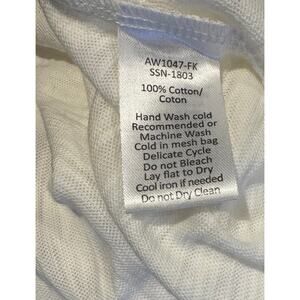 AW1047-FK
SSN-1803
100% Cotton/
Coton
Hand Wash cold
Recommended or
Machine Wash
Cold in mesh bag
Delicate Cycle
Do not Bleach
Lay flat to Dry
Cool iron if needed
Do not Dry Clean